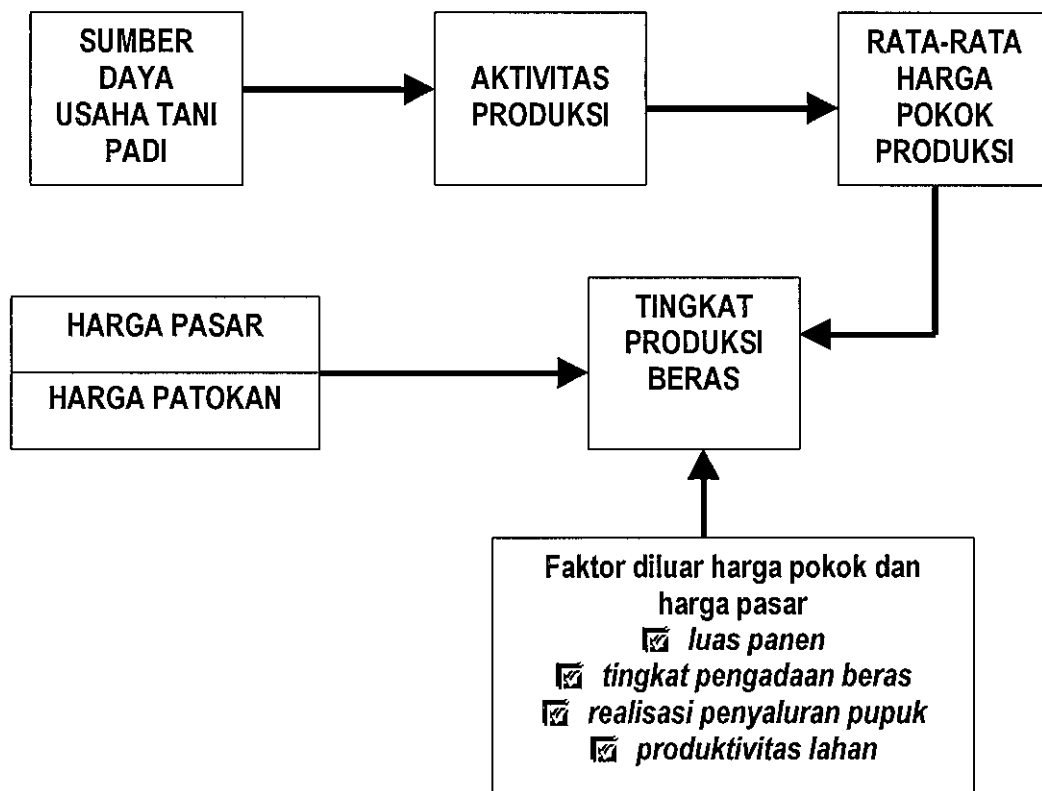 SUMBER
DAYA
USAHA TANI
PADI
AKTIVITAS
PRODUKSI
RATA-RATA
HARGA
POKOK
PRODUKSI
HARGA PASAR
HARGA PATOKAN
TINGKAT
PRODUKSI
BERAS
Faktor diluar harga pokok dan
harga pasar
luas panen
tingkat pengadaan beras
realisasi penyaluran pupuk
produktivitas lahan